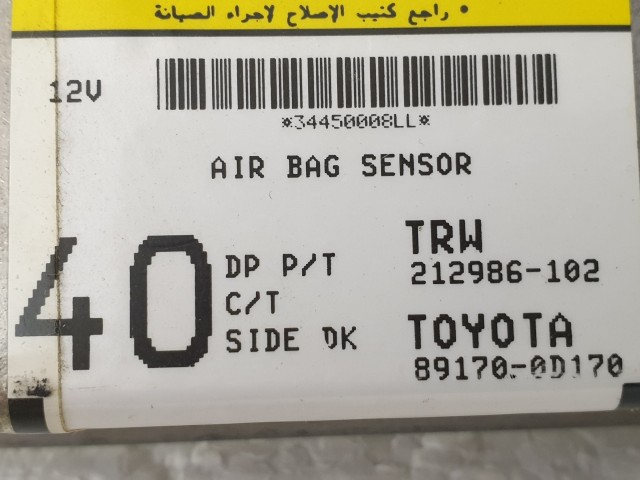 • راجع كتيب الإصلاح لاجراء الصيانة
12V
*34450008LL*
AIR BAG SENSOR
40
DP P/T
C/T
SIDE DK
TRW
212986-102
TOYOTA
89170-0D170